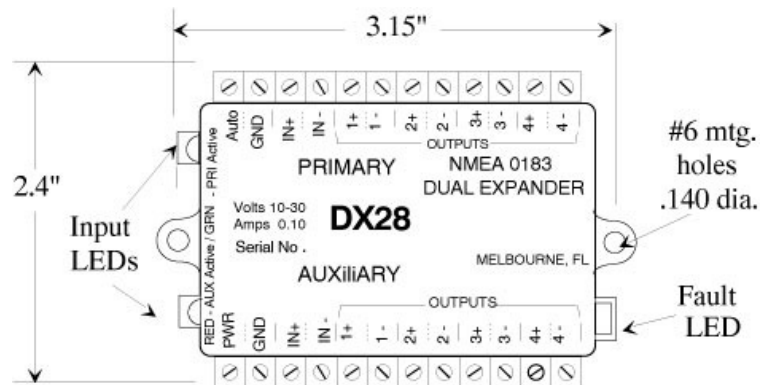 3.15"
2.4"
Auto GND IN+ IN- 1+ 1- 2+ 2- 3+ 3- 4+ 4-
OUTPUTS
PRIMARY
NMEA 0183
DUAL EXPANDER
Volts 10-30
Amps 0.10
Serial No .
DX28
MELBOURNE, FL
AUXiliARY
OUTPUTS
PWR GND IN+ IN- 1+ 1- 2+ 2- 3+ 3- 4+ 4-
RED - AUX Active / GRN - PRI Active
Input
LEDs
#6 mtg.
holes
.140 dia.
Fault
LED